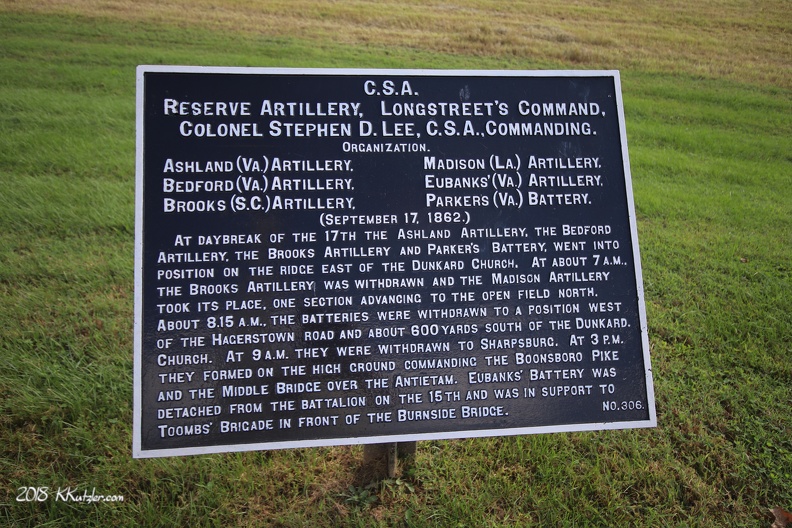 C.S.A.
RESERVE ARTILLERY, LONGSTREET'S COMMAND,
COLONEL STEPHEN D. LEE, C.S.A., COMMANDING.
ORGANIZATION.
ASHLAND (VA.) ARTILLERY, MADISON (LA.) ARTILLERY,
BEDFORD (VA.) ARTILLERY, EUBANKS' (VA.) ARTILLERY,
BROOKS (S.C.) ARTILLERY, PARKERS (VA.) BATTERY.
(SEPTEMBER 17, 1862.)
AT DAYBREAK OF THE 17TH THE ASHLAND ARTILLERY, THE BEDFORD
ARTILLERY, THE BROOKS ARTILLERY AND PARKER'S BATTERY, WENT INTO
POSITION ON THE RIDGE EAST OF THE DUNKARD CHURCH. AT ABOUT 7 A.M.,
THE BROOKS ARTILLERY WAS WITHDRAWN AND THE MADISON ARTILLERY
TOOK ITS PLACE, ONE SECTION ADVANCING TO THE OPEN FIELD NORTH.
ABOUT 8.15 A.M., THE BATTERIES WERE WITHDRAWN TO A POSITION WEST
OF THE HAGERSTOWN ROAD AND ABOUT 600 YARDS SOUTH OF THE DUNKARD.
CHURCH. AT 9 A.M. THEY WERE WITHDRAWN TO SHARPSBURG. AT 3 P.M.
THEY FORMED ON THE HIGH GROUND COMMANDING THE BOONSBORO PIKE
AND THE MIDDLE BRIDGE OVER THE ANTIETAM. EUBANKS' BATTERY WAS
DETACHED FROM THE BATTALION ON THE 15TH AND WAS IN SUPPORT TO
TOOMBS' BRIGADE IN FRONT OF THE BURNSIDE BRIDGE. NO. 306.
2018 KKutzler.com